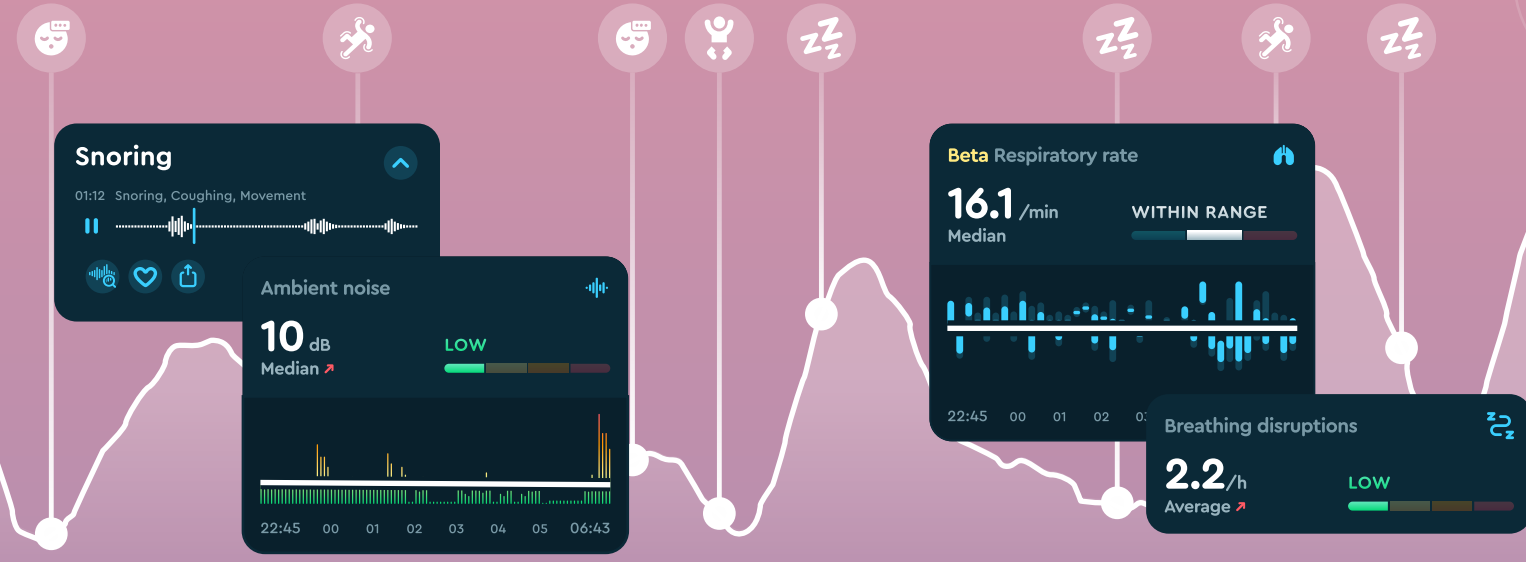 Snoring
01:12 Snoring, Coughing, Movement
Ambient noise
10 dB
LOW
Median
22:45 00 01 02 03 04 05 06:43
Beta Respiratory rate
16.1 /min
WITHIN RANGE
Median
22:45 00 01 02
Breathing disruptions
2.2/h
LOW
Average